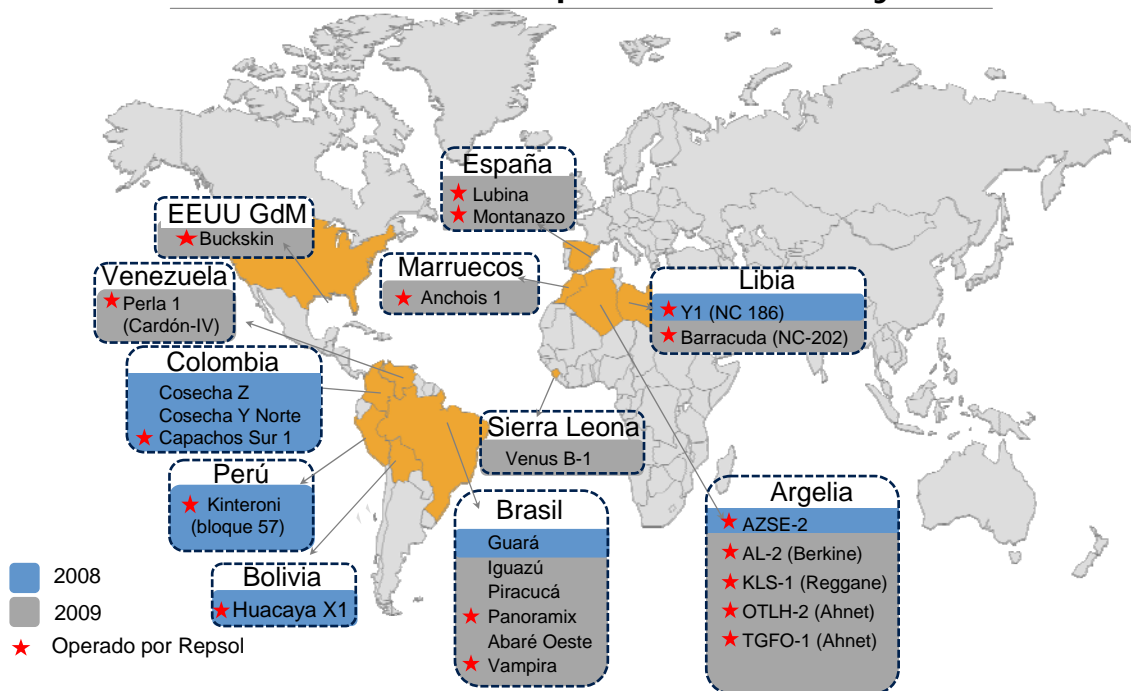 España
Lubina
Montanazo
EEUU GdM
Buckskin
Marruecos
Anchois 1
Venezuela
Perla 1
(Cardón-IV)
Libia
Y1 (NC 186)
Barracuda (NC-202)
Colombia
Cosecha Z
Cosecha Y Norte
Capachos Sur 1
Sierra Leona
Venus B-1
Perú
Kinteroni
(bloque 57)
Brasil
Guará
Iguazú
Piracucá
Panoramix
Abaré Oeste
Vampira
Argelia
AZSE-2
AL-2 (Berkine)
KLS-1 (Reggane)
OTLH-2 (Ahnet)
TGFO-1 (Ahnet)
Bolivia
Huacaya X1
2008
2009
Operado por Repsol